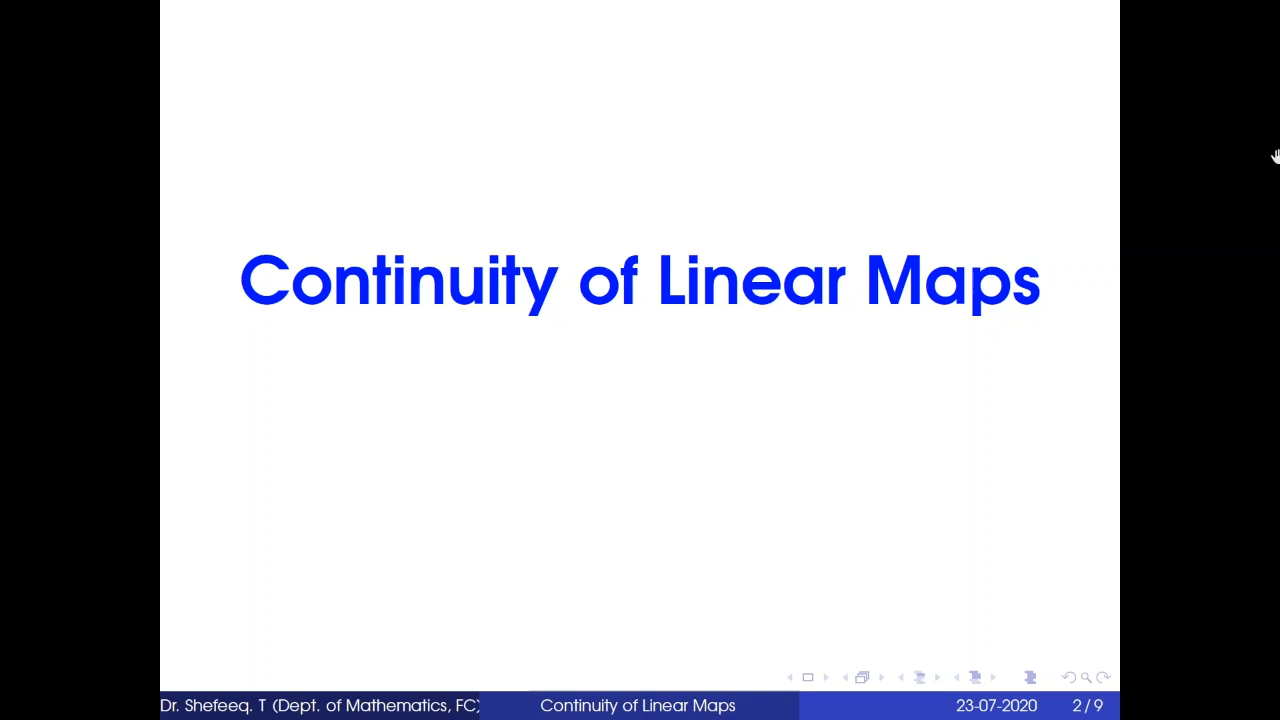 Continuity of Linear Maps
Dr. Shefeeq. T (Dept. of Mathematics, FC)
Continuity of Linear Maps
23-07-2020
2 / 9